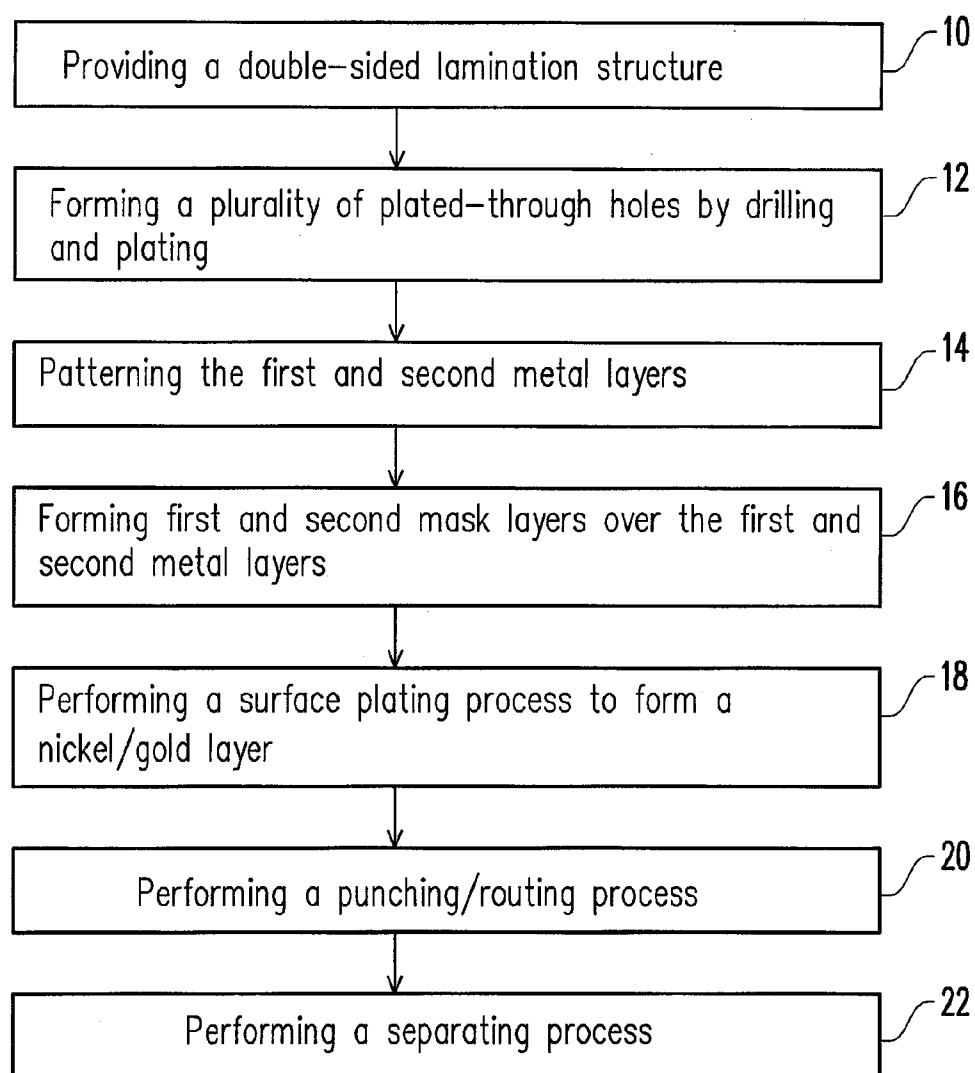 10
Providing a double-sided lamination structure
12
Forming a plurality of plated-through holes by drilling
and plating
14
Patterning the first and second metal layers
16
Forming first and second mask layers over the first and
second metal layers
18
Performing a surface plating process to form a
nickel/gold layer
20
Performing a punching/routing process
22
Performing a separating process